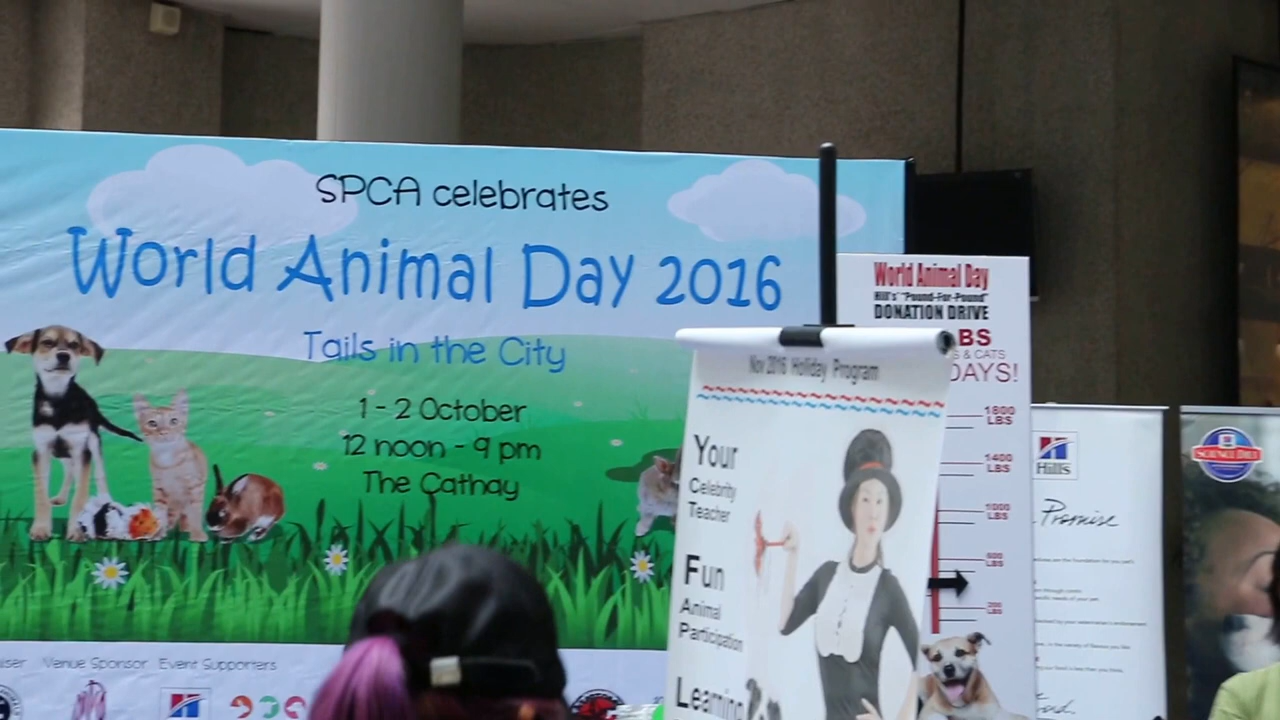 SPCA celebrates
World Animal Day 2016
Tails in the City
1 - 2 October
12 noon - 9 pm
The Cathay
Venue Sponsor
Event Supporters
Nov 2016 Holiday Program
Your
Celebrity
Teacher
Fun
Animal
Participation
Learning
World Animal Day
Hill's "Pound-For-Pound"
DONATION DRIVE
BS
& CATS
DAYS!
1800
LBS
1400
LBS
1000
LBS
600
LBS
200
LBS
Hill's
Promise
SCIENCE DIET